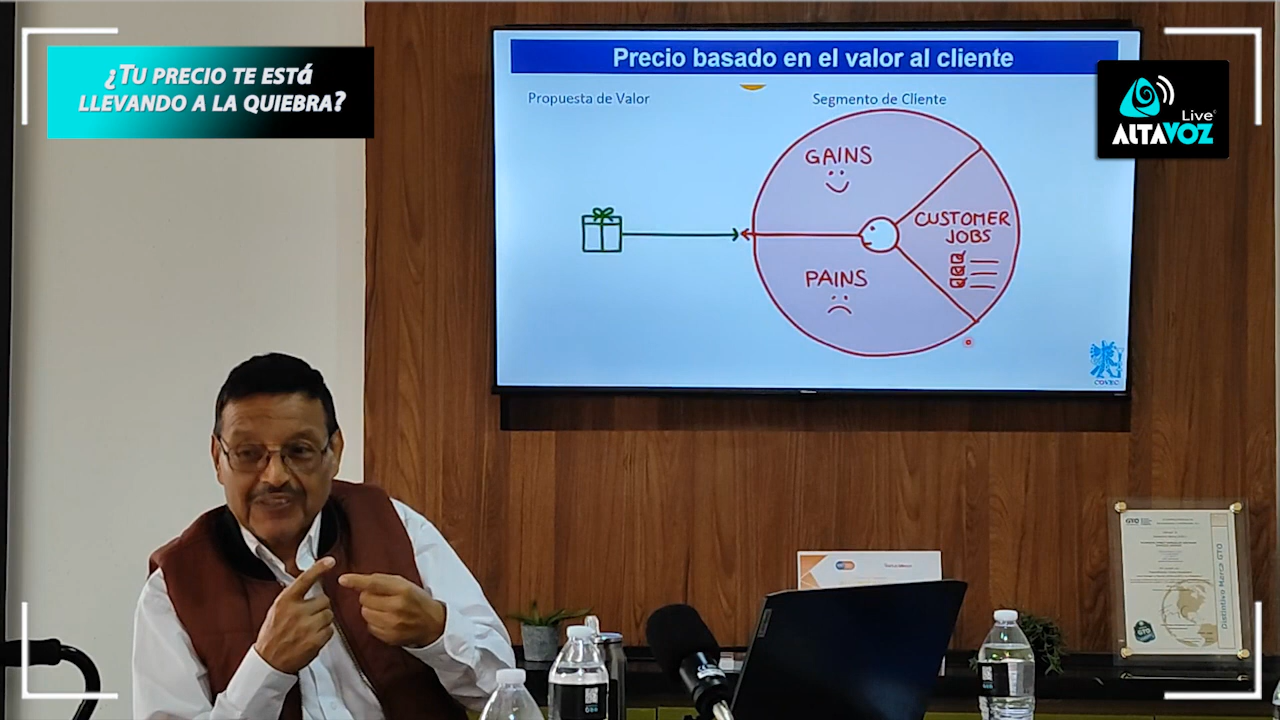 ¿TU PRECIO TE ESTá
LLEVANDO A LA QUIEBRA?
Precio basado en el valor al cliente
Propuesta de Valor
Segmento de Cliente
GAINS
CUSTOMER
JOBS
PAINS
COVEG
Live
ALTAVOZ
GTO
Distintivo Marca GTO